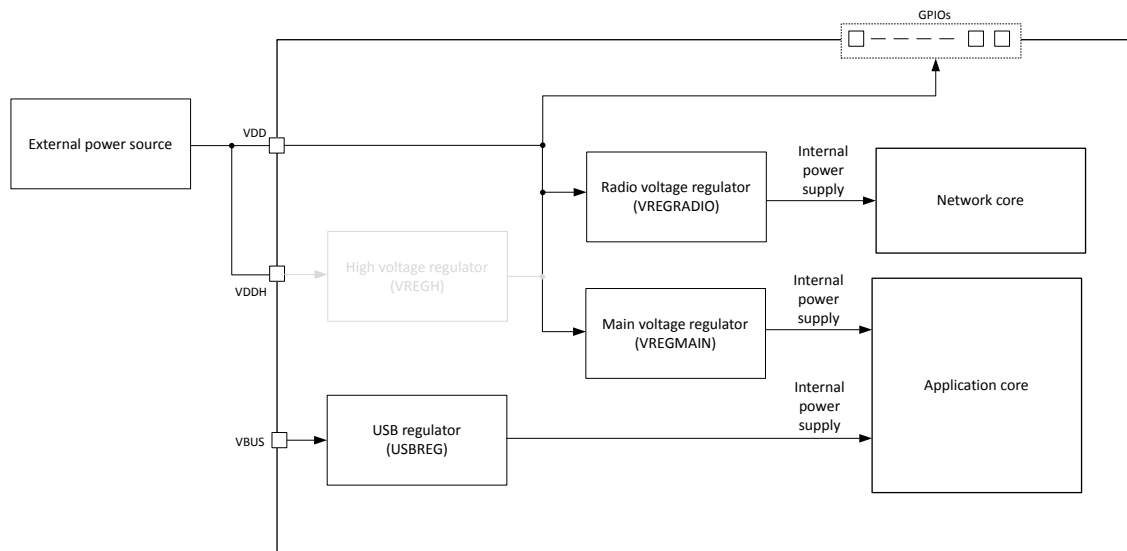 GPIOs
VDD
External power source
Internal
power
supply
Radio voltage regulator
(VREGRADIO)
Network core
High voltage regulator
(VREGH)
VDDH
Internal
power
supply
Main voltage regulator
(VREGMAIN)
Application core
Internal
power
supply
USB regulator
(USBREG)
VBUS